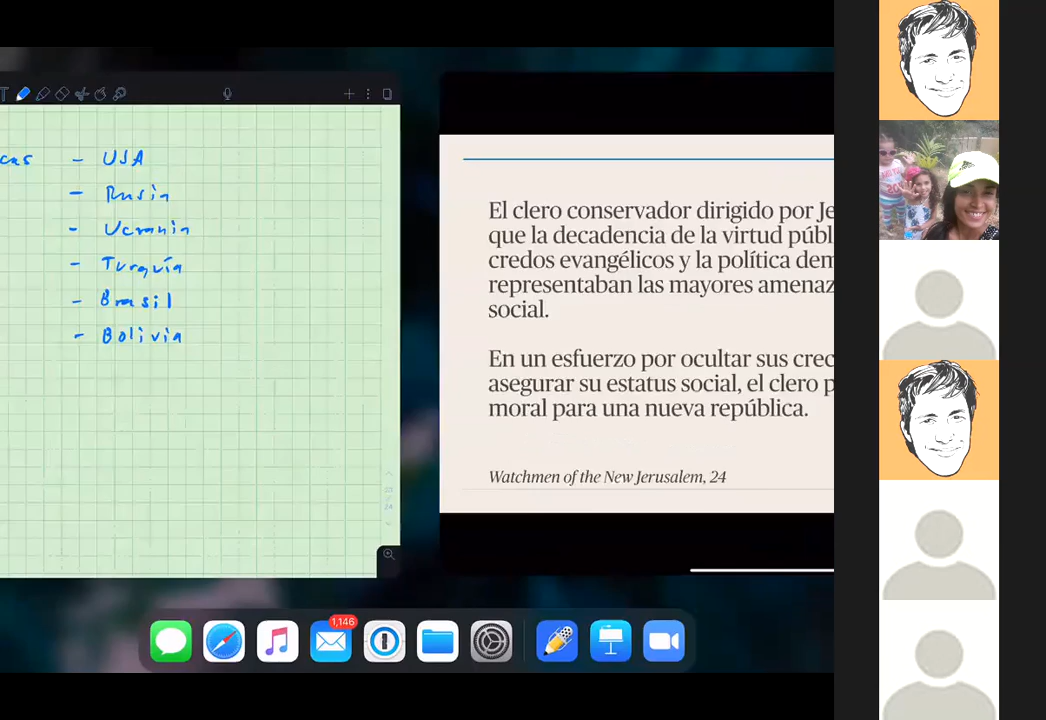 cas - USA
- Rusia
- Ucrania
- Turquía
- Brasil
- Bolivia
El clero conservador dirigido por Je
que la decadencia de la virtud públ
credos evangélicos y la política dem
representaban las mayores amenaz
social.
En un esfuerzo por ocultar sus crec
asegurar su estatus social, el clero p
moral para una nueva república.
Watchmen of the New Jerusalem, 24
1,146